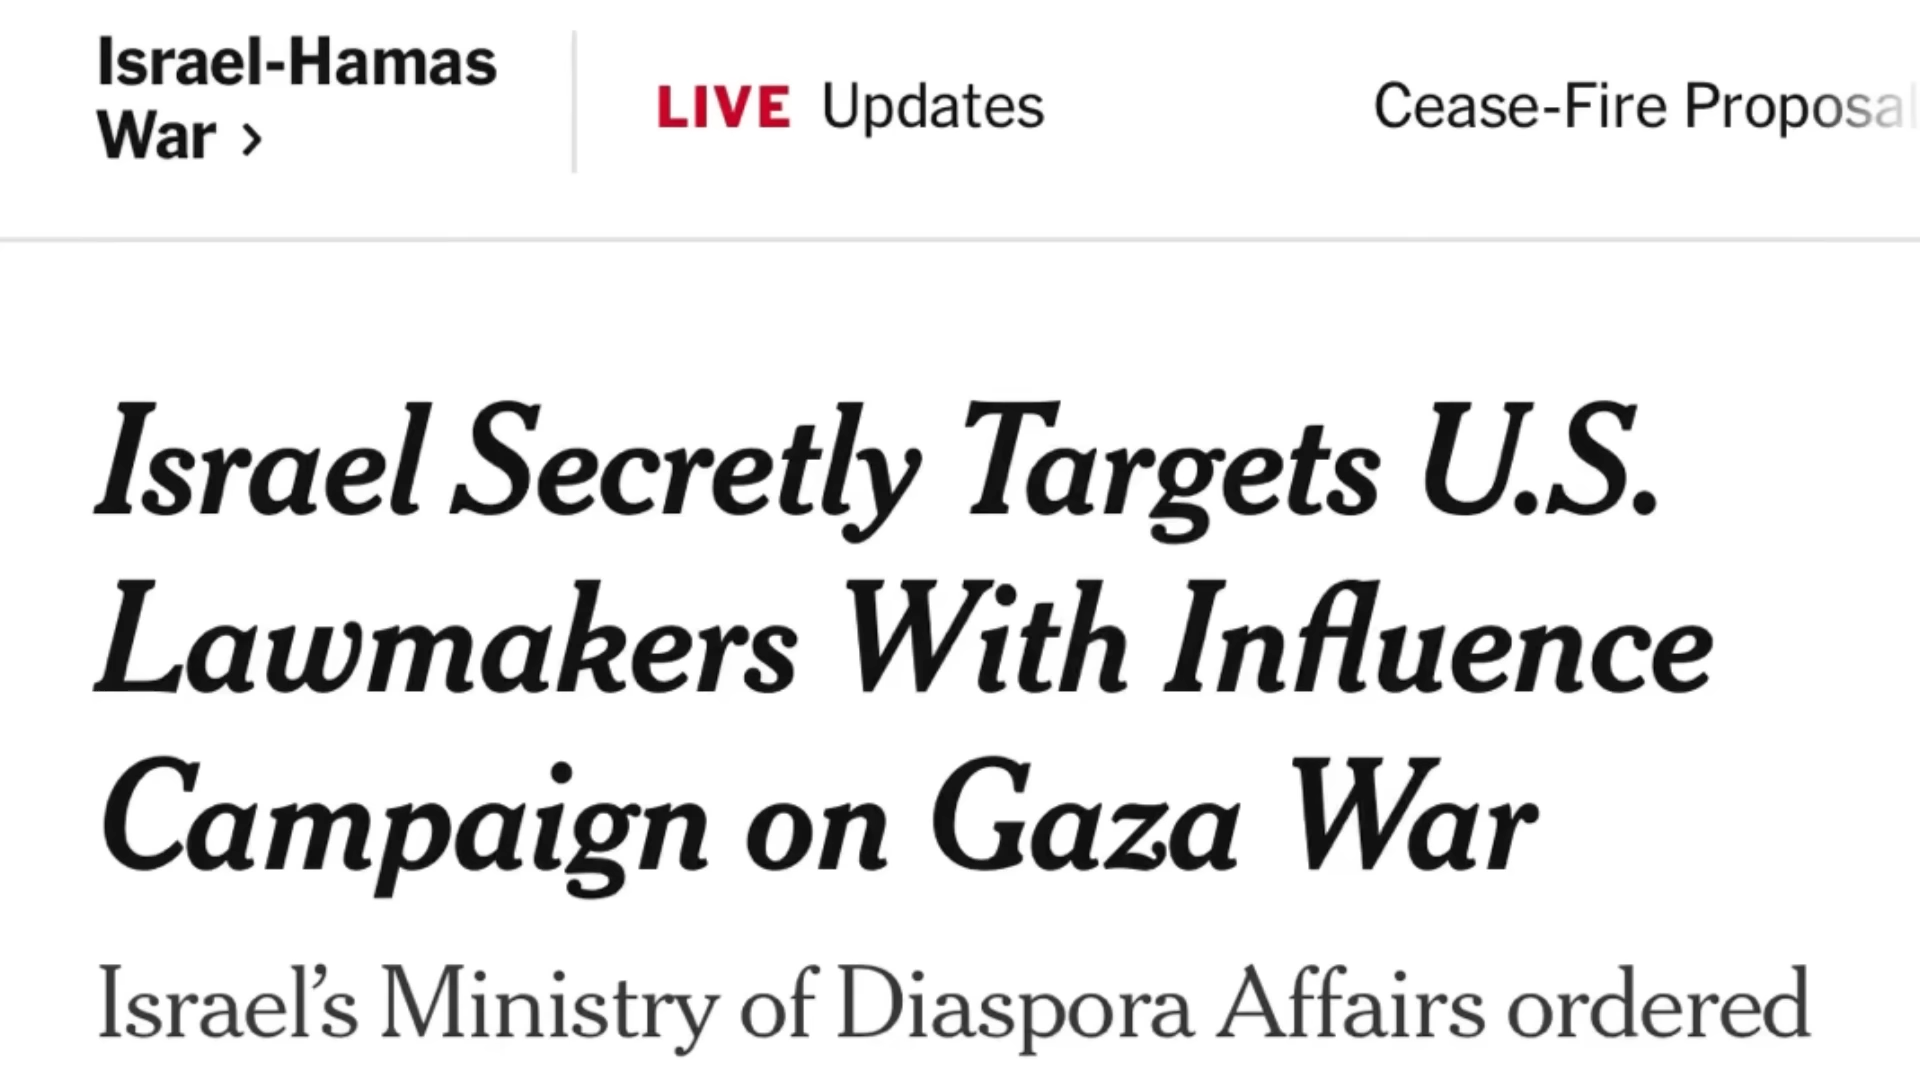 Israel-Hamas
War >
LIVE Updates
Cease-Fire Proposal
Israel Secretly Targets U.S.
Lawmakers With Influence
Campaign on Gaza War
Israel’s Ministry of Diaspora Affairs ordered